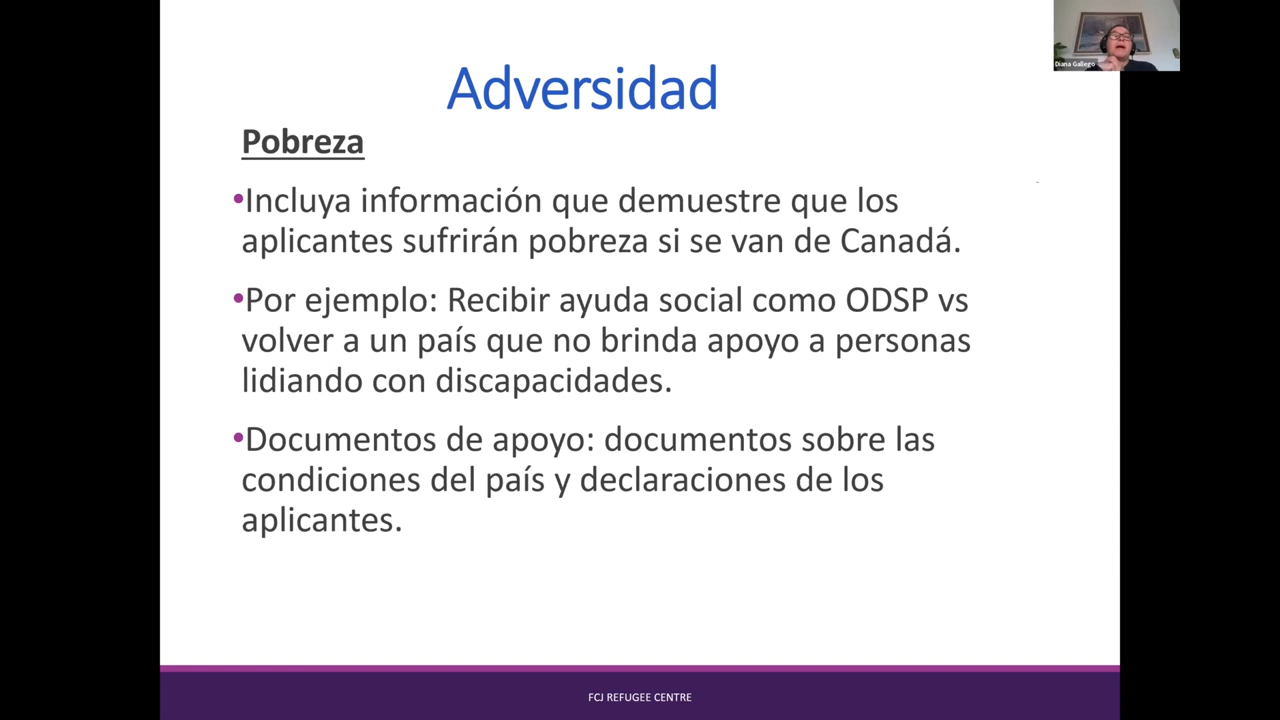 Adversidad
Diana Gallego
Pobreza
•Incluya información que demuestre que los
aplicantes sufrirán pobreza si se van de Canadá.
•Por ejemplo: Recibir ayuda social como ODSP vs
volver a un país que no brinda apoyo a personas
lidiando con discapacidades.
•Documentos de apoyo: documentos sobre las
condiciones del país y declaraciones de los
aplicantes.
FCJ REFUGEE CENTRE